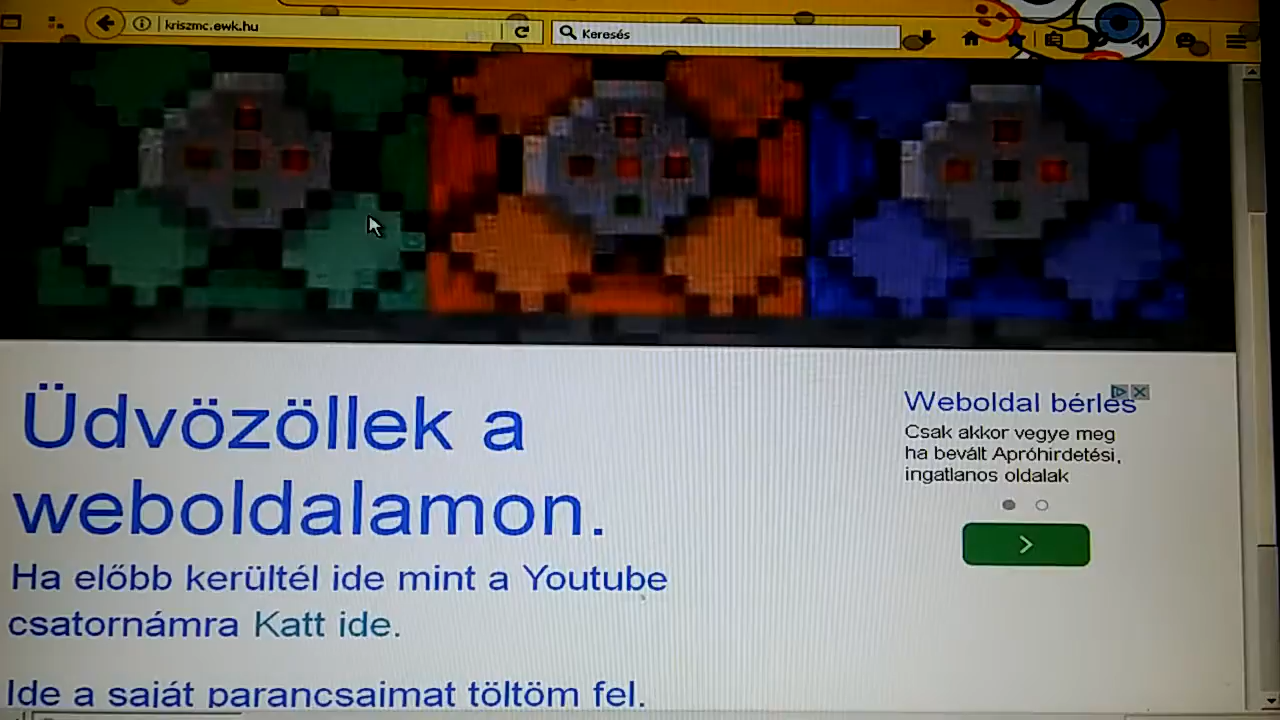 kriszmc.ewk.hu
Keresés
Üdvözöllek a
weboldalamon.
Ha előbb kerültél ide mint a Youtube
csatornámra Katt ide.
Ide a saját parancsaimat töltöm fel.
Weboldal bérlés
Csak akkor vegye meg
ha bevált Apróhirdetési,
ingatlanos oldalak